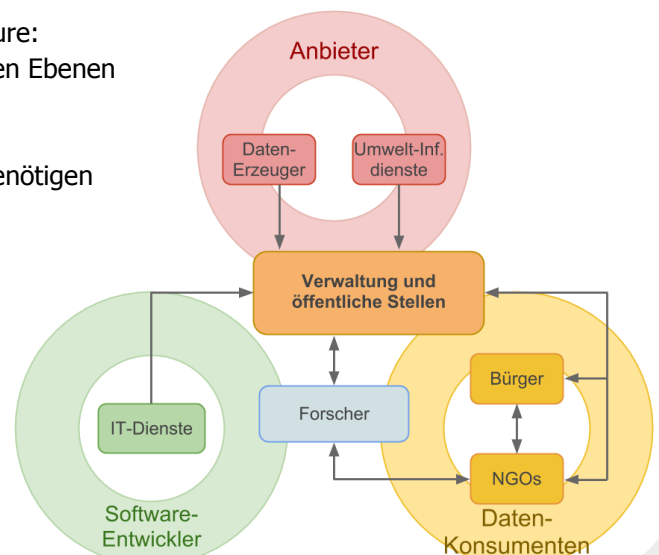 ure:
en Ebenen
enötigen
Anbieter
Daten-
Erzeuger
Umwelt-Inf.
dienste
Verwaltung und
öffentliche Stellen
Bürger
Forscher
IT-Dienste
NGOs
Software-
Entwickler
Daten-
Konsumenten